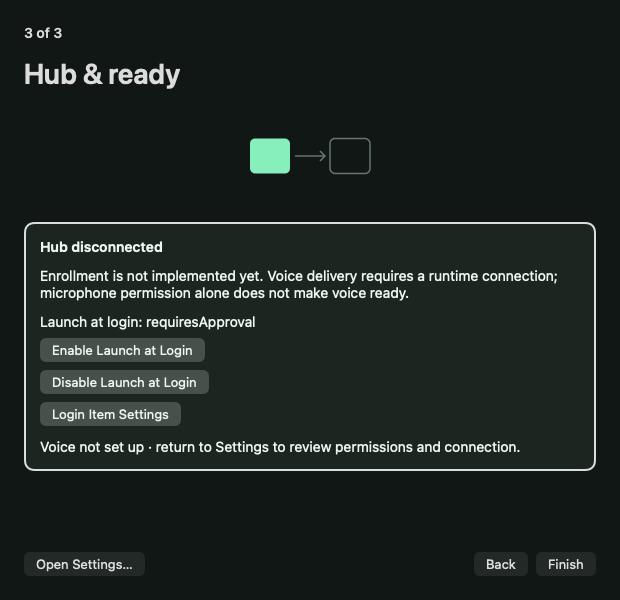 3 of 3
Hub & ready
Hub disconnected
Enrollment is not implemented yet. Voice delivery requires a runtime connection;
microphone permission alone does not make voice ready.
Launch at login: requiresApproval
Enable Launch at Login
Disable Launch at Login
Login Item Settings
Voice not set up · return to Settings to review permissions and connection.
Open Settings...
Back
Finish